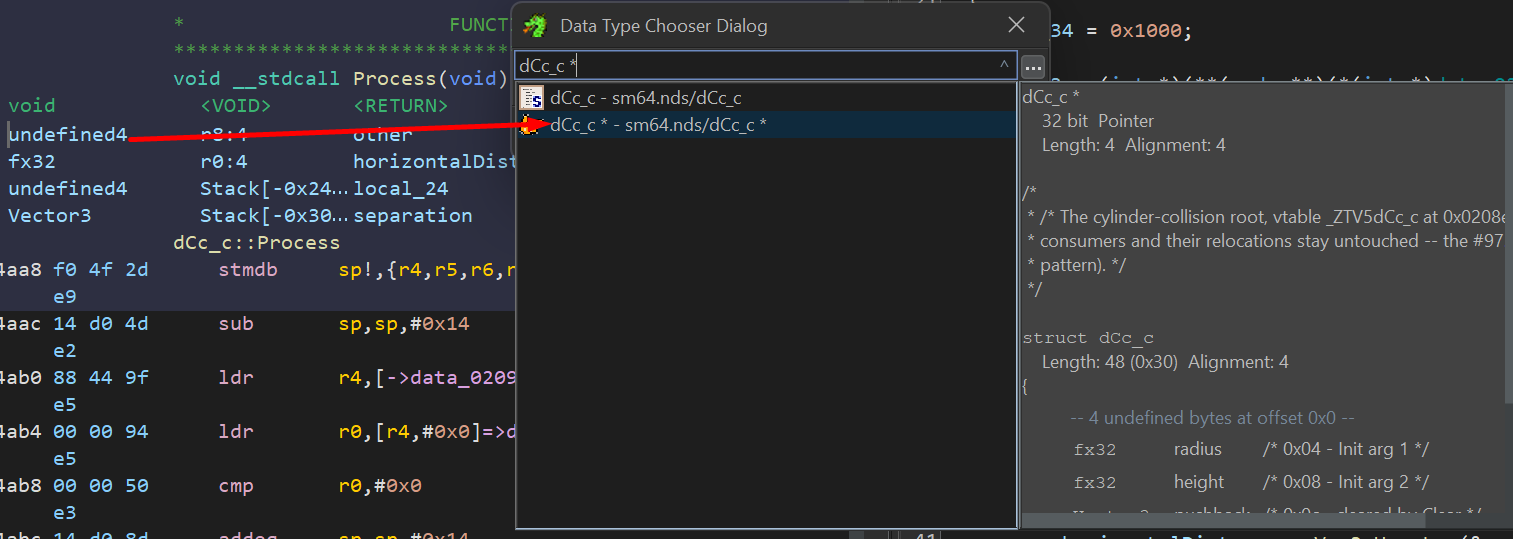 * FUNCTI
*****************************
void __stdcall Process(void)
void <VOID> <RETURN>
undefined4 r8:4 other
fx32 r0:4 horizontalDist
undefined4 Stack[-0x24... local_24
Vector3 Stack[-0x30... separation
dCc_c::Process
4aa8 f0 4f 2d stmdb sp!,{r4,r5,r6,r
e9
4aac 14 d0 4d sub sp,sp,#0x14
e2
4ab0 88 44 9f ldr r4,[->data_0209
e5
4ab4 00 00 94 ldr r0,[r4,#0x0]=>d
e5
4ab8 00 00 50 cmp r0,#0x0
e3
Data Type Chooser Dialog
dCc_c *
...
dCc_c - sm64.nds/dCc_c
dCc_c * - sm64.nds/dCc_c *
dCc_c *
32 bit Pointer
Length: 4 Alignment: 4
/*
* /* The cylinder-collision root, vtable _ZTV5dCc_c at 0x0208e
* consumers and their relocations stay untouched -- the #97
* pattern). */
*/
struct dCc_c
Length: 48 (0x30) Alignment: 4
{
-- 4 undefined bytes at offset 0x0 --
fx32 radius /* 0x04 - Init arg 1 */
fx32 height /* 0x08 - Init arg 2 */
34 = 0x1000;
41